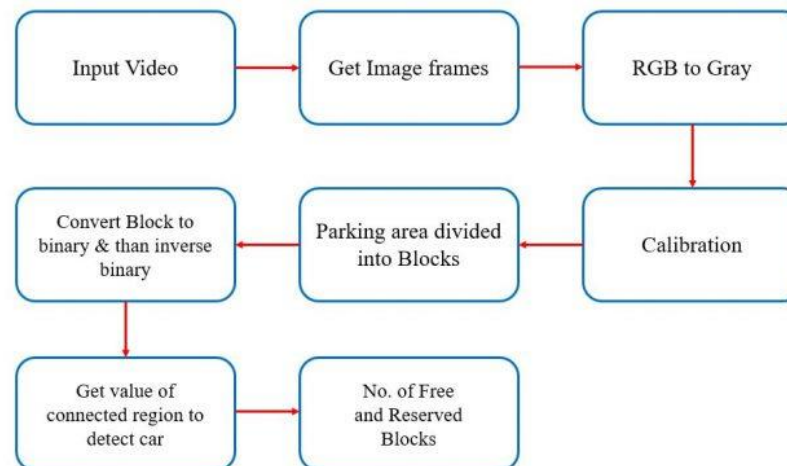 Input Video
Get Image frames
RGB to Gray
Calibration
Parking area divided
into Blocks
Convert Block to
binary & than inverse
binary
Get value of
connected region to
detect car
No. of Free
and Reserved
Blocks